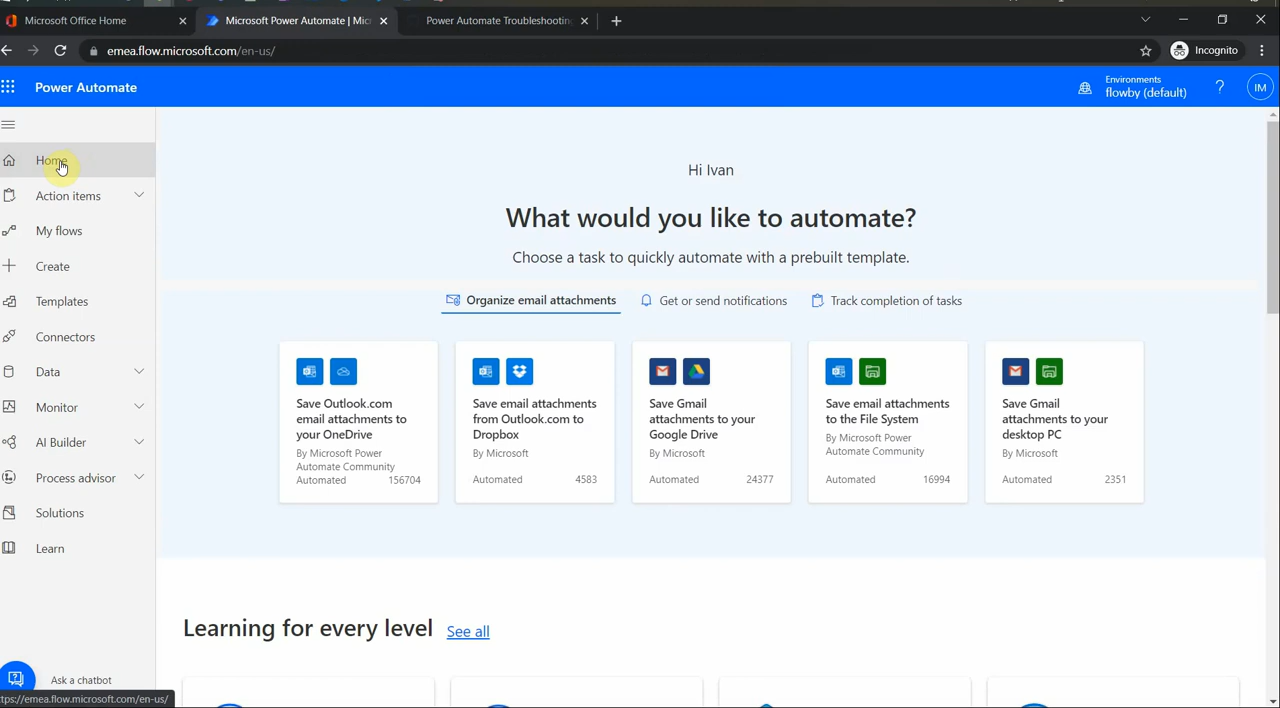 Microsoft Office Home
Microsoft Power Automate | Mic
Power Automate Troubleshooting
emea.flow.microsoft.com/en-us/
Incognito
Power Automate
Environments
flowby (default)
?
IM
Home
Action items
My flows
Create
Templates
Connectors
Data
Monitor
AI Builder
Process advisor
Solutions
Learn
Ask a chatbot
tps://emea.flow.microsoft.com/en-us/
Hi Ivan
What would you like to automate?
Choose a task to quickly automate with a prebuilt template.
Organize email attachments
Get or send notifications
Track completion of tasks
Save Outlook.com
email attachments to
your OneDrive
By Microsoft Power
Automate Community
Automated 156704
Save email attachments
from Outlook.com to
Dropbox
By Microsoft
Automated 4583
Save Gmail
attachments to your
Google Drive
By Microsoft
Automated 24377
Save email attachments
to the File System
By Microsoft Power
Automate Community
Automated 16994
Save Gmail
attachments to your
desktop PC
By Microsoft
Automated 2351
Learning for every level See all